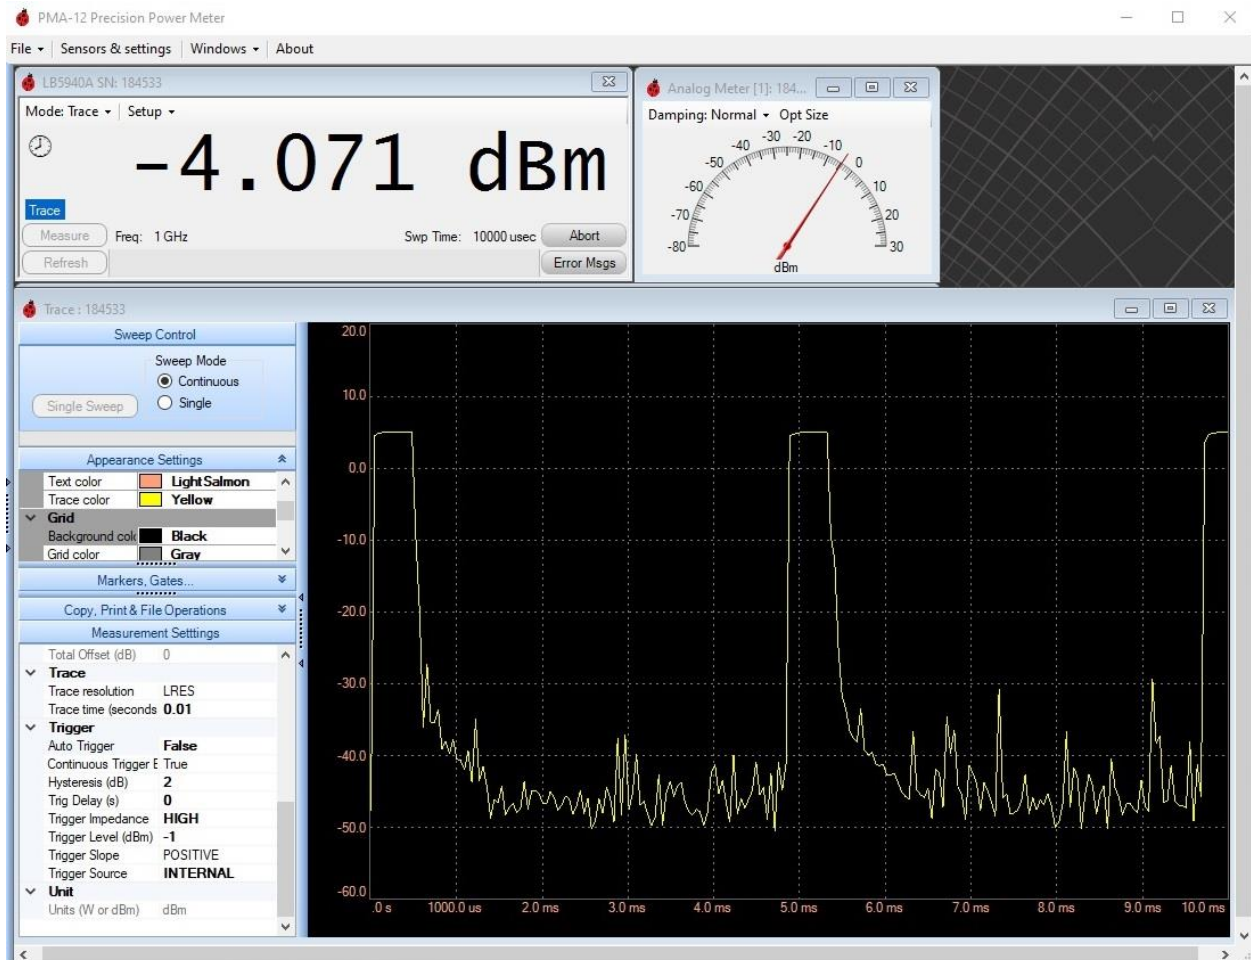 PMA-12 Precision Power Meter
File Sensors & settings Windows About
LB5940A SN: 184533
Mode: Trace Setup
-4.071 dBm
Trace
Measure Freq: 1 GHz Swp Time: 10000 usec Abort
Refresh Error Msgs
Analog Meter [1]: 184...
Damping: Normal Opt Size
-80 -70 -60 -50 -40 -30 -20 -10 0 10 20 30
dBm
Trace : 184533
Sweep Control
Sweep Mode
Continuous
Single Sweep Single
Appearance Settings
Text color LightSalmon
Trace color Yellow
Grid
Background colo Black
Grid color Gray
Markers, Gates...
Copy, Print & File Operations
Measurement Setttings
Total Offset (dB) 0
Trace
Trace resolution LRES
Trace time (seconds 0.01
Trigger
Auto Trigger False
Continuous Trigger E True
Hysteresis (dB) 2
Trig Delay (s) 0
Trigger Impedance HIGH
Trigger Level (dBm) -1
Trigger Slope POSITIVE
Trigger Source INTERNAL
Unit
Units (W or dBm) dBm
20.0
10.0
0.0
-10.0
-20.0
-30.0
-40.0
-50.0
-60.0
.0 s 1000.0 us 2.0 ms 3.0 ms 4.0 ms 5.0 ms 6.0 ms 7.0 ms 8.0 ms 9.0 ms 10.0 ms